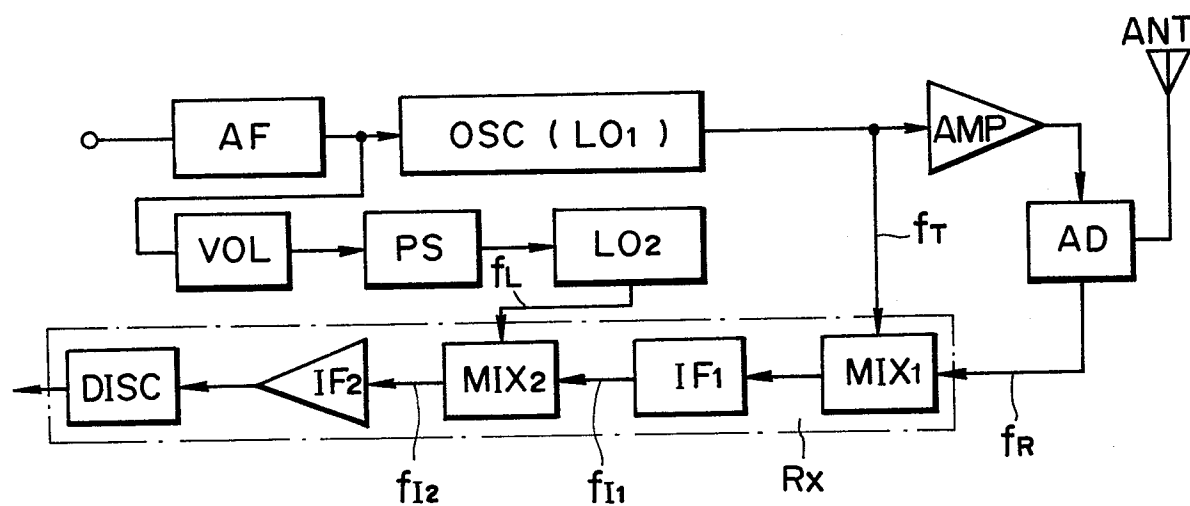 ANT
AF
OSC (LO1)
AMP
VOL
PS
LO2
fT
AD
fL
DISC
IF2
MIX2
IF1
MIX1
fI2
fI1
Rx
fR